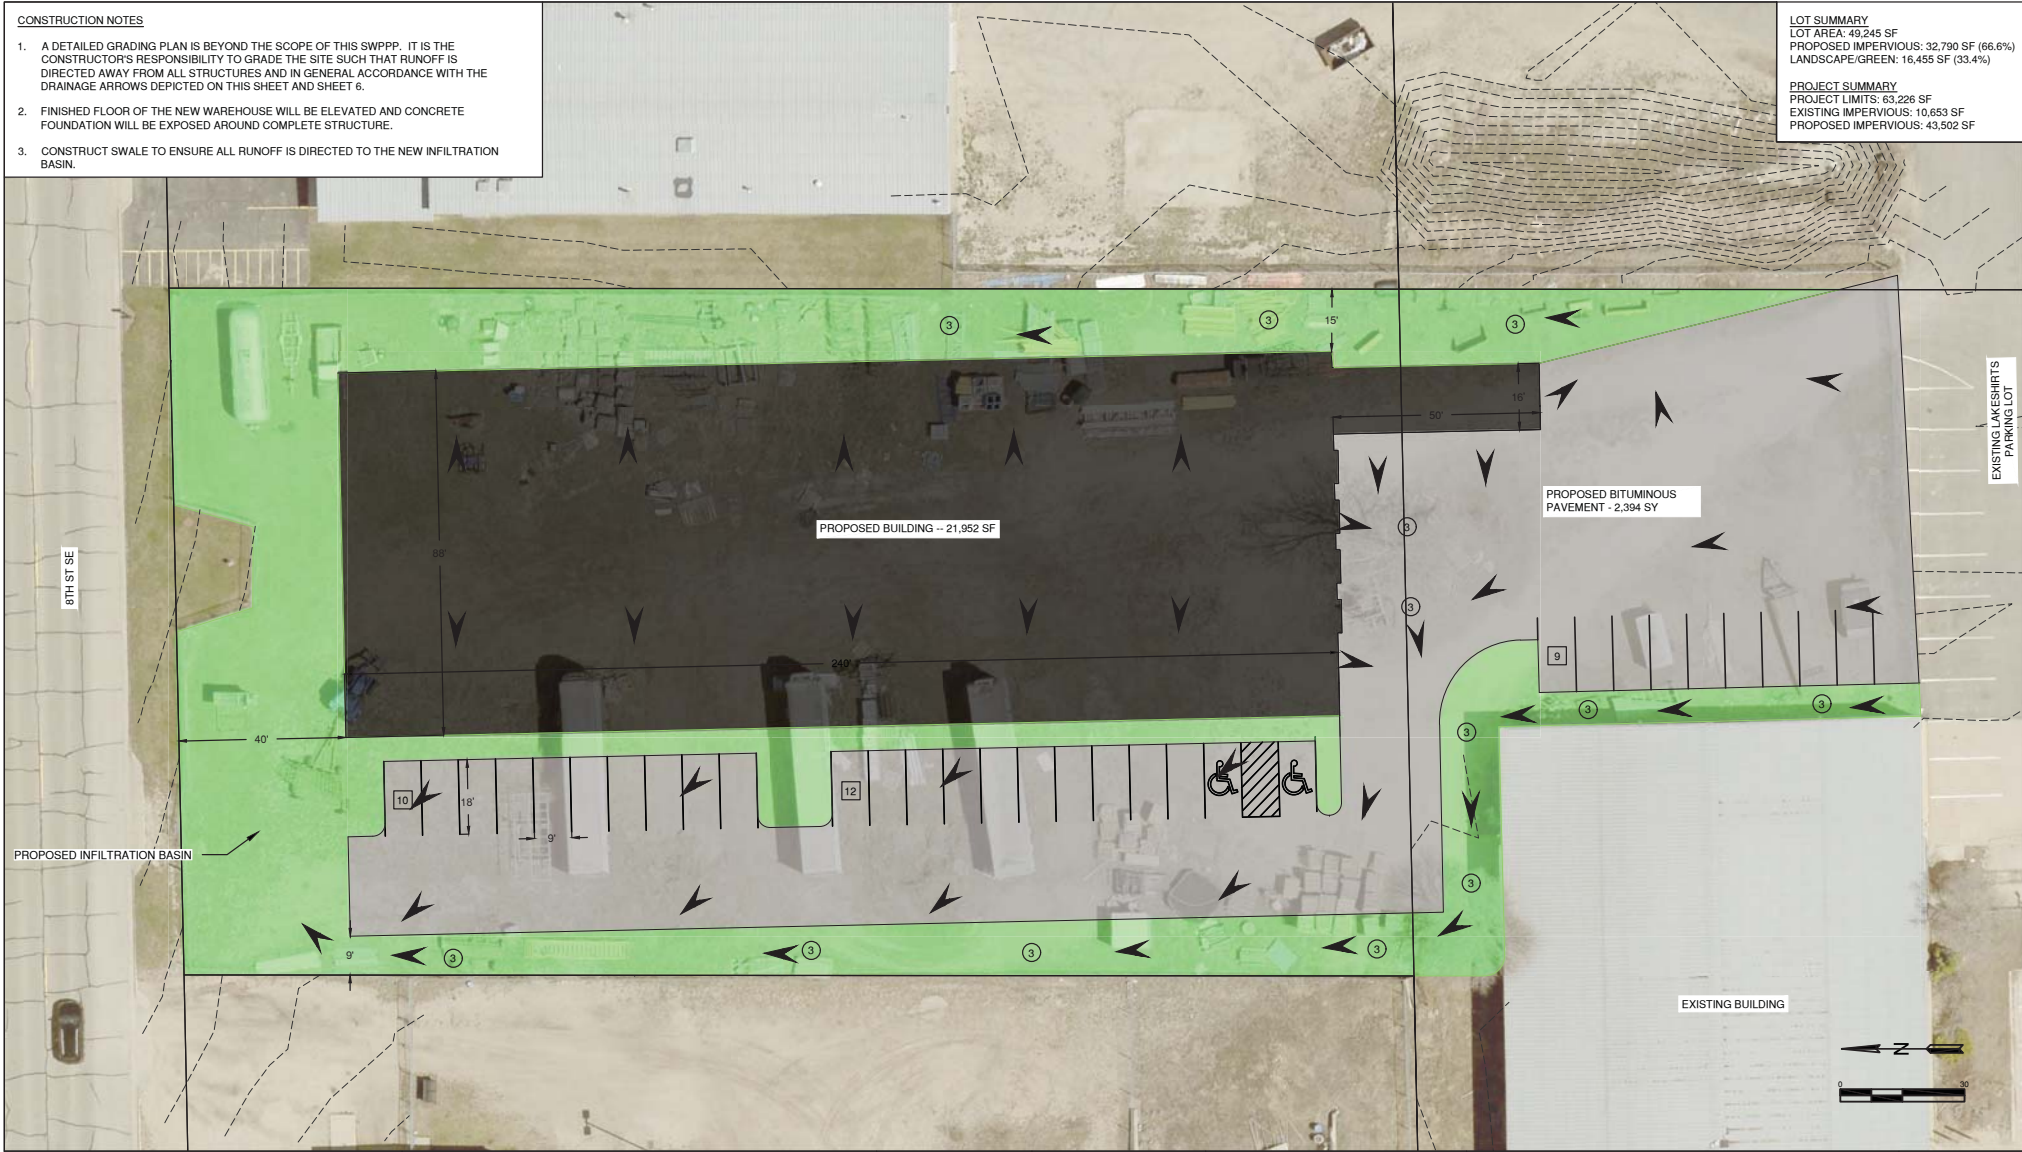 CONSTRUCTION NOTES
1. A DETAILED GRADING PLAN IS BEYOND THE SCOPE OF THIS SWPPP. IT IS THE
CONSTRUCTOR'S RESPONSIBILITY TO GRADE THE SITE SUCH THAT RUNOFF IS
DIRECTED AWAY FROM ALL STRUCTURES AND IN GENERAL ACCORDANCE WITH THE
DRAINAGE ARROWS DEPICTED ON THIS SHEET AND SHEET 6.
2. FINISHED FLOOR OF THE NEW WAREHOUSE WILL BE ELEVATED AND CONCRETE
FOUNDATION WILL BE EXPOSED AROUND COMPLETE STRUCTURE.
3. CONSTRUCT SWALE TO ENSURE ALL RUNOFF IS DIRECTED TO THE NEW INFILTRATION
BASIN.
LOT SUMMARY
LOT AREA: 49,245 SF
PROPOSED IMPERVIOUS: 32,790 SF (66.6%)
LANDSCAPE/GREEN: 16,455 SF (33.4%)
PROJECT SUMMARY
PROJECT LIMITS: 63,226 SF
EXISTING IMPERVIOUS: 10,653 SF
PROPOSED IMPERVIOUS: 43,502 SF
3
3
15'
3
16'
50'
EXISTING LAKESHIRTS
PARKING LOT
PROPOSED BITUMINOUS
PAVEMENT - 2,394 SY
PROPOSED BUILDING -- 21,952 SF
3
88'
8TH ST SE
3
240'
9
3
3
3
40'
10
18'
12
9'
PROPOSED INFILTRATION BASIN
3
9'
3
3
3
3
EXISTING BUILDING
N
0 30